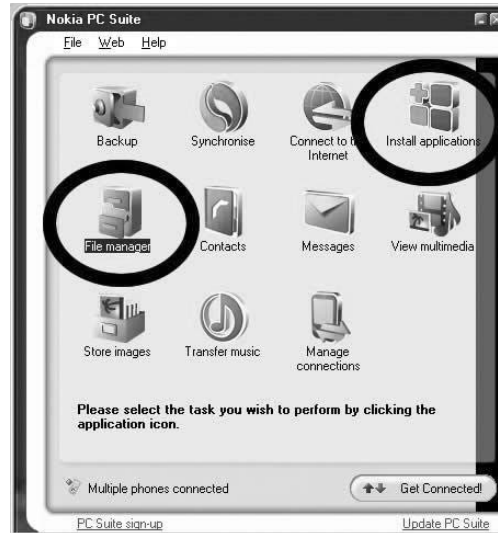 Nokia PC Suite
File Web Help
Backup Synchronise Connect to the Internet Install applications
File manager Contacts Messages View multimedia
Store images Transfer music Manage connections
Please select the task you wish to perform by clicking the
application icon.
Multiple phones connected Get Connected!
PC Suite sign-up Update PC Suite